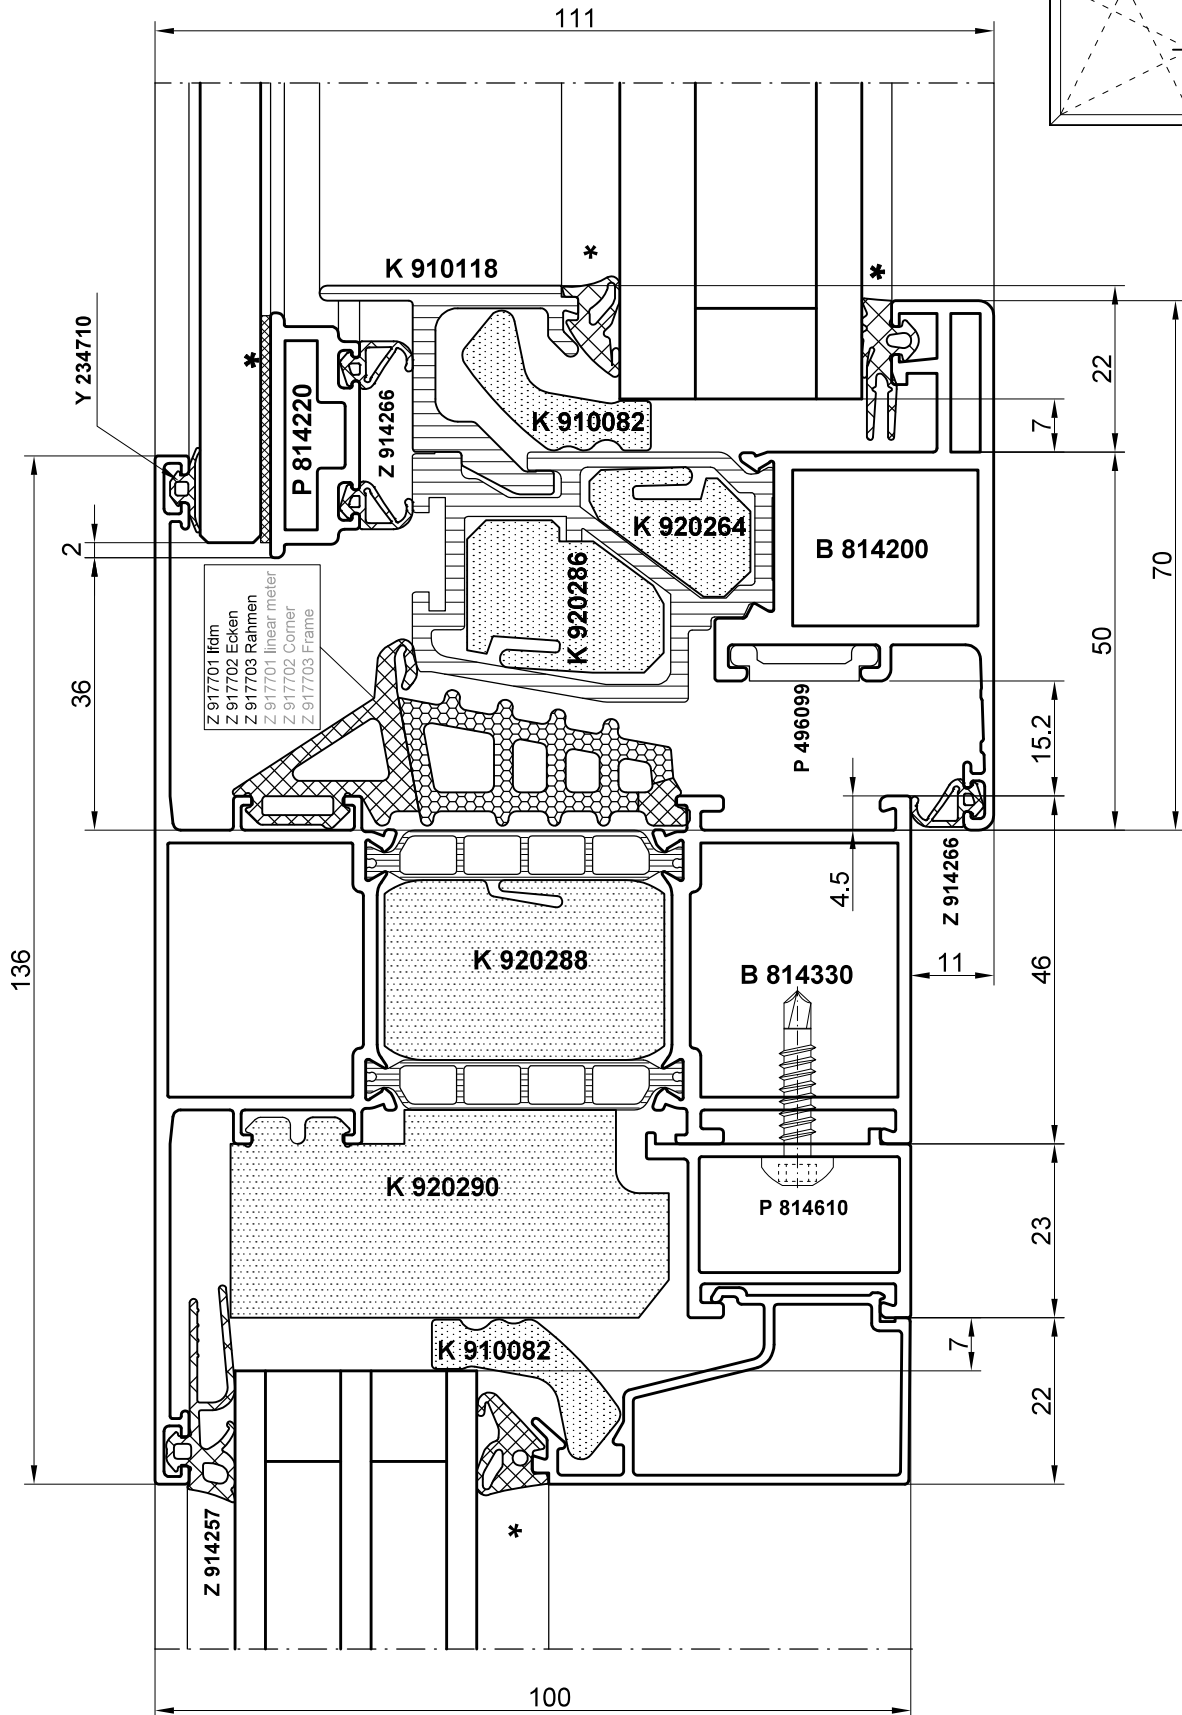 111
K 910118
*
*
Y 234710
*
P 814220
Z 914266
K 910082
22
7
K 920264
B 814200
K 920286
2
Z 917701 lfdm
Z 917702 Ecken
Z 917703 Rahmen
Z 917701 linear meter
Z 917702 Corner
Z 917703 Frame
36
70
50
P 496099
15.2
4.5
Z 914266
136
K 920288
B 814330
11
46
K 920290
P 814610
23
K 910082
7
22
Z 914257
*
100